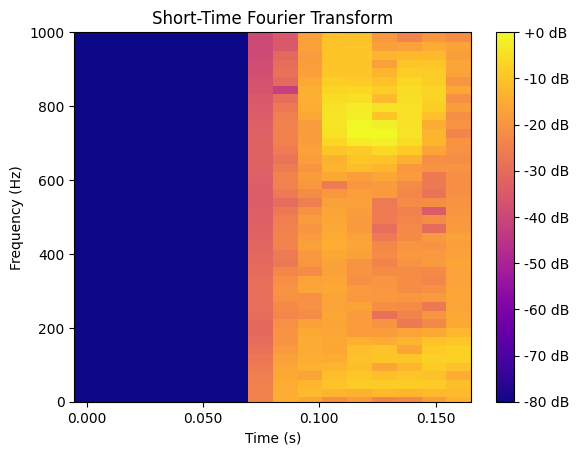 Short-Time Fourier Transform
Frequency (Hz)
1000
800
600
400
200
0
0.000 0.050 0.100 0.150
Time (s)
+0 dB
-10 dB
-20 dB
-30 dB
-40 dB
-50 dB
-60 dB
-70 dB
-80 dB